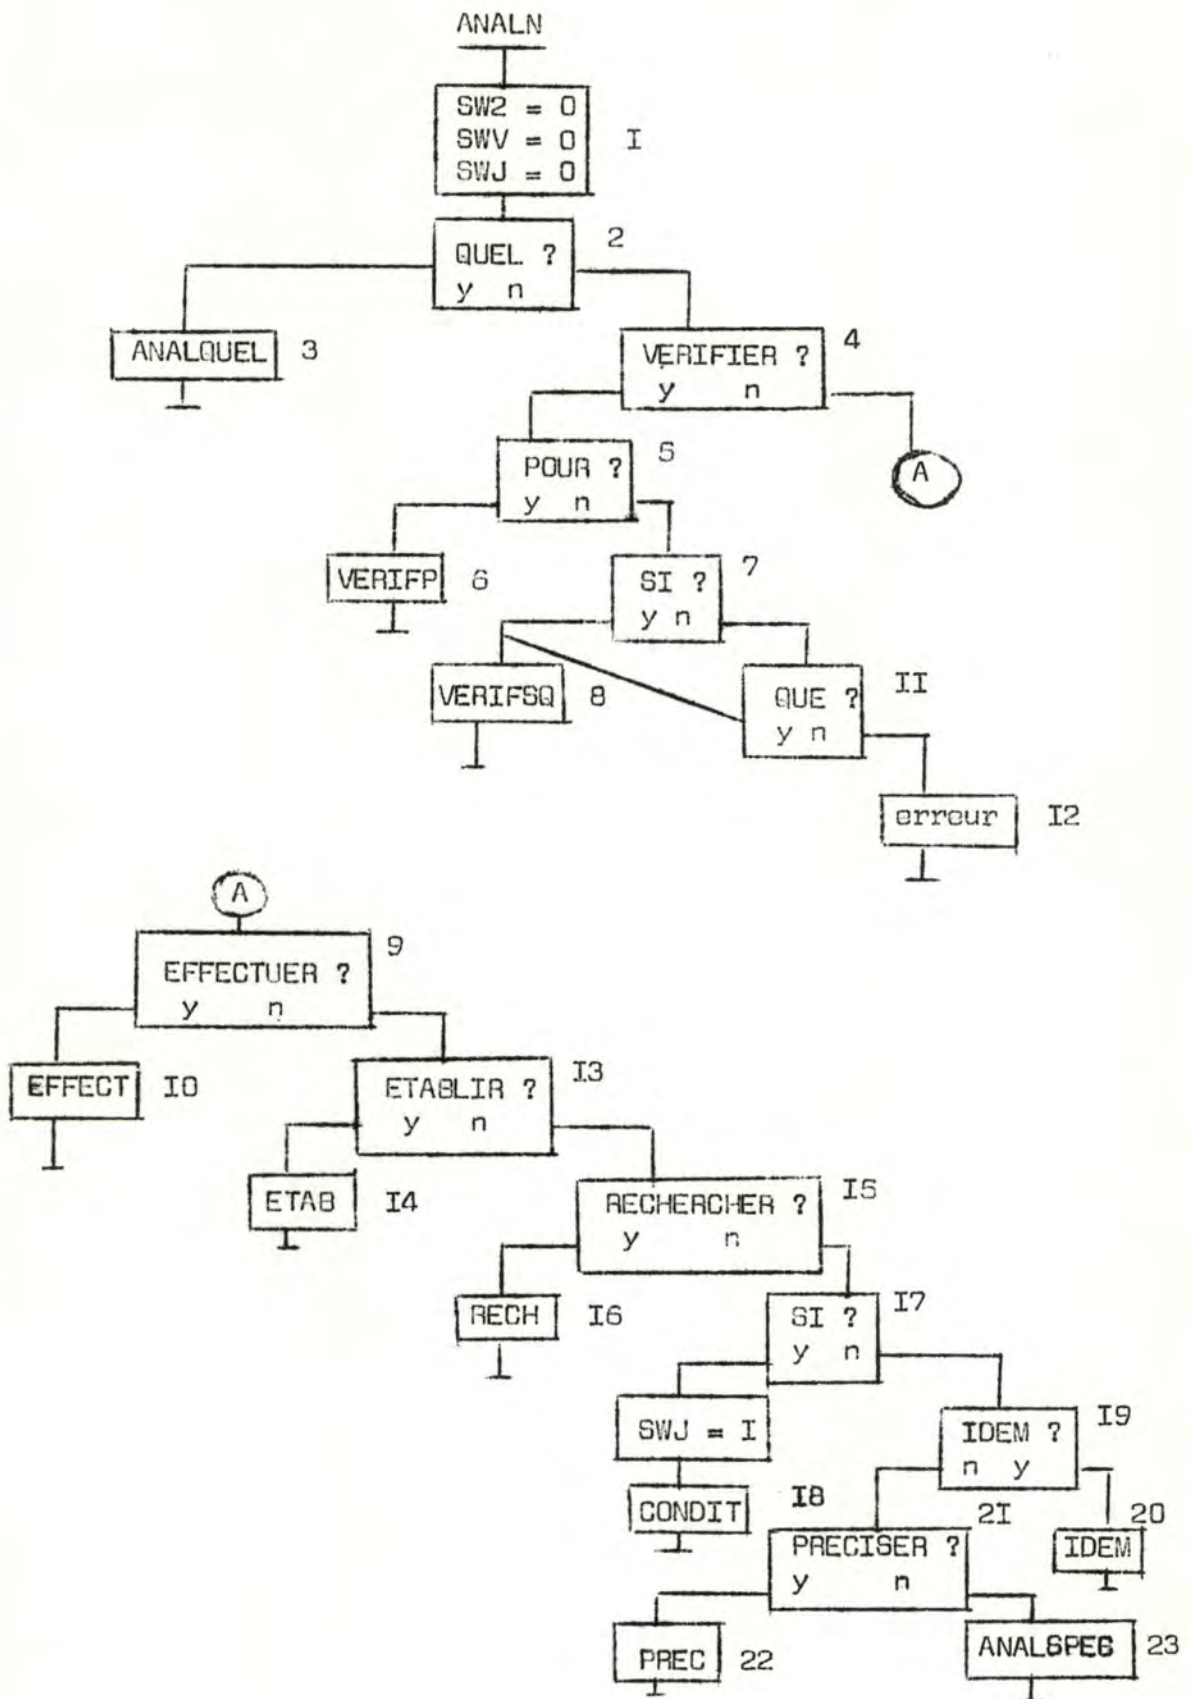 ANALN
SW2 = 0
SWV = 0
SWJ = 0
I
QUEL ?
y n
2
ANALQUEL
3
VERIFIER ?
y n
4
A
POUR ?
y n
5
VERIFP
6
SI ?
y n
7
VERIFSQ
8
QUE ?
y n
II
erreur
I2
A
EFFECTUER ?
y n
9
EFFECT
I0
ETABLIR ?
y n
I3
ETAB
I4
RECHERCHER ?
y n
I5
RECH
I6
SI ?
y n
I7
SWJ = I
IDEM ?
n y
I9
CONDIT
I8
PRECISER ?
y n
2I
IDEM
20
PREC
22
ANALSPEC
23